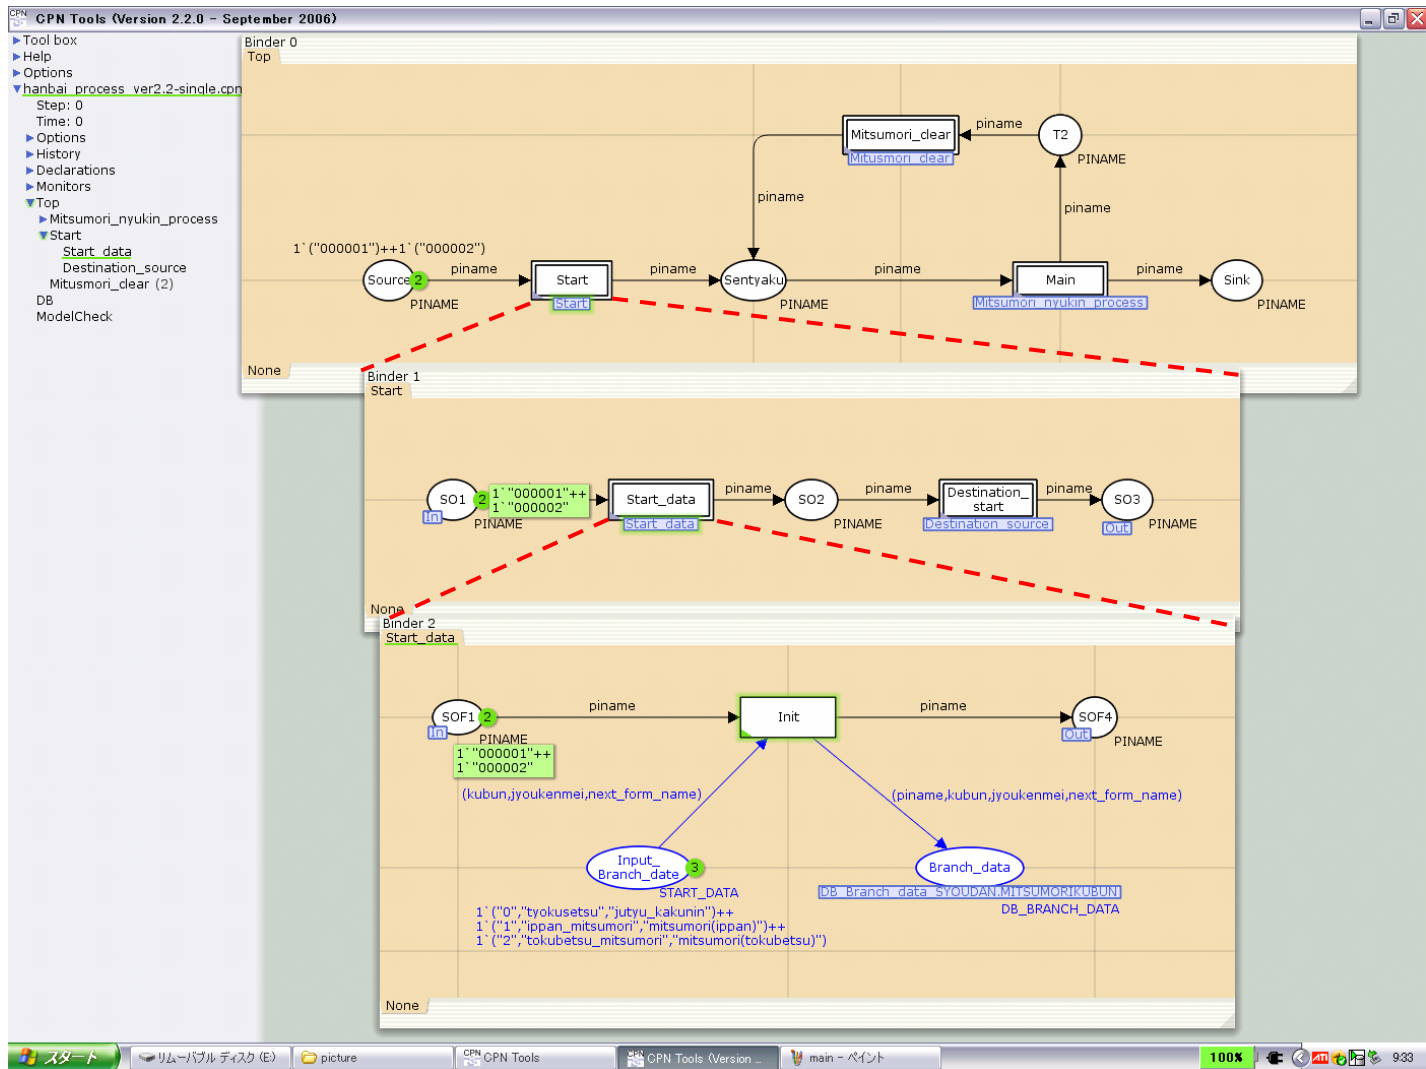 CPN Tools (Version 2.2.0 - September 2006)
Tool box
Help
Options
hanbai_process_ver2.2-single.cpn
Step: 0
Time: 0
Options
History
Declarations
Monitors
Top
Mitsumori_nyukin_process
Start
Start_data
Destination_source
Mitusmori_clear (2)
DB
ModelCheck
Binder 0
Top
Mitsumori_clear
Mitusmori_clear
piname
T2
PINAME
piname
piname
1`("000001")++1`("000002")
Source
2
PINAME
piname
Start
Start
piname
Sentyaku
PINAME
piname
Main
Mitsumori_nyukin_process
piname
Sink
PINAME
None
Binder 1
Start
SO1
In
2
PINAME
1`"000001"++
1`"000002"
Start_data
Start_data
piname
SO2
PINAME
piname
Destination_
start
Destination_source
piname
SO3
Out
PINAME
None
Binder 2
Start_data
SOF1
In
2
PINAME
1`"000001"++
1`"000002"
piname
Init
piname
SOF4
Out
PINAME
(kubun,jyoukenmei,next_form_name)
(piname,kubun,jyoukenmei,next_form_name)
Input_
Branch_date
3
START_DATA
1`("0","tyokusetsu","jutyu_kakunin")++
1`("1","ippan_mitsumori","mitsumori(ippan)")++
1`("2","tokubetsu_mitsumori","mitsumori(tokubetsu)")
Branch_data
DB_Branch_data_SYOUDAN.MITSUMORIKUBUN
DB_BRANCH_DATA
None
スタート
リムーバブル ディスク (E:)
picture
CPN Tools
CPN Tools (Version ...
main - ペイント
100%
9:33